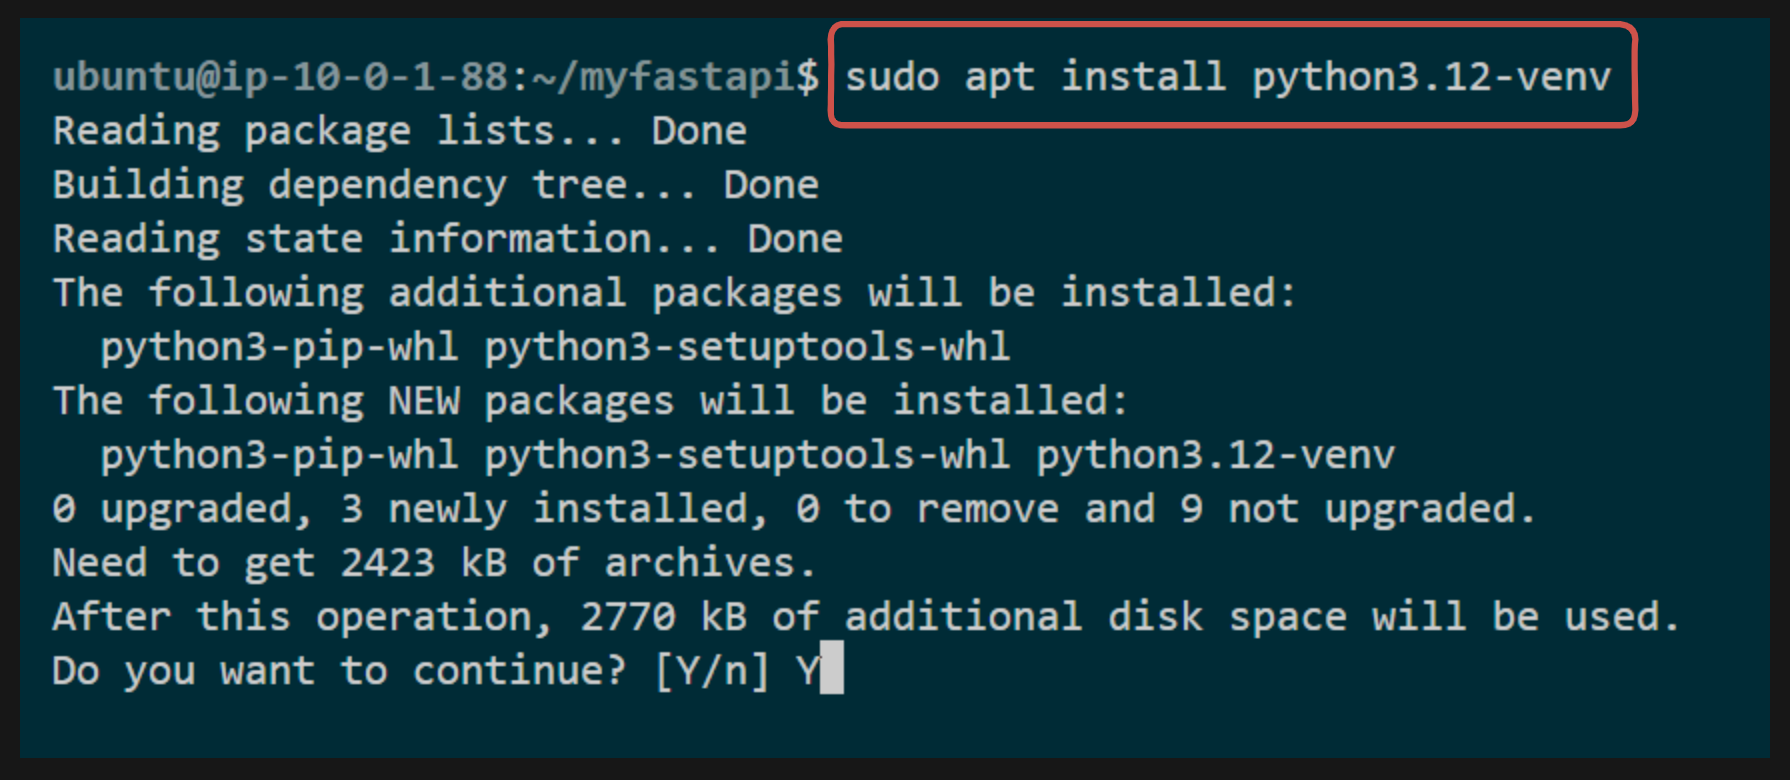 ubuntu@ip-10-0-1-88:~/myfastapi$ sudo apt install python3.12-venv
Reading package lists... Done
Building dependency tree... Done
Reading state information... Done
The following additional packages will be installed:
  python3-pip-whl python3-setuptools-whl
The following NEW packages will be installed:
  python3-pip-whl python3-setuptools-whl python3.12-venv
0 upgraded, 3 newly installed, 0 to remove and 9 not upgraded.
Need to get 2423 kB of archives.
After this operation, 2770 kB of additional disk space will be used.
Do you want to continue? [Y/n] Y